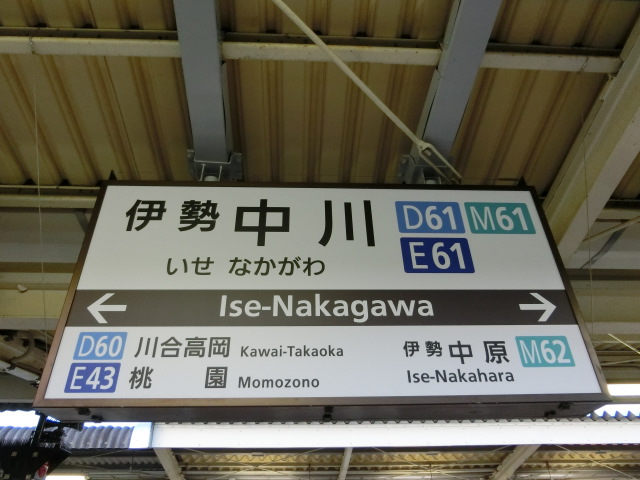 伊勢中川 D61 M61
E61
いせ なかがわ
← Ise-Nakagawa →
D60 川合高岡 Kawai-Takaoka
E43 桃園 Momozono
伊勢中原 M62
Ise-Nakahara